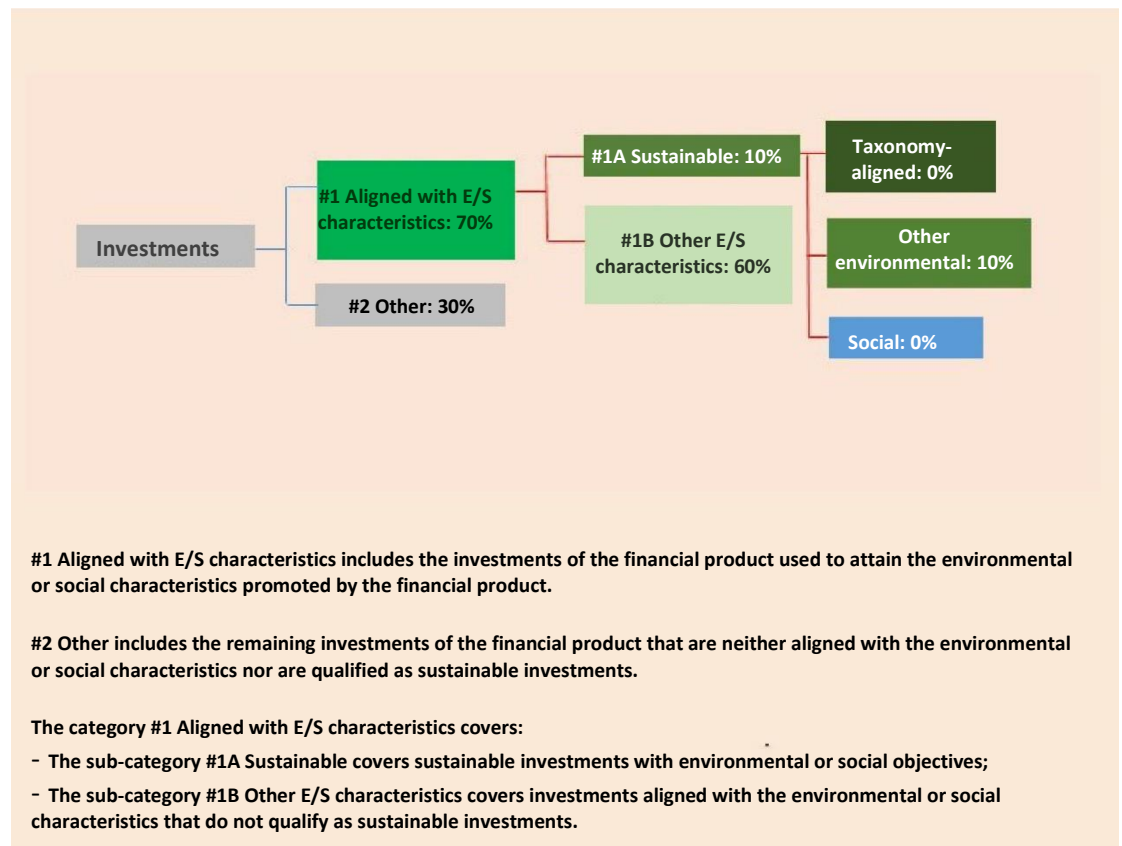 Investments
#1 Aligned with E/S
characteristics: 70%
#2 Other: 30%
#1A Sustainable: 10%
#1B Other E/S
characteristics: 60%
Taxonomy-
aligned: 0%
Other
environmental: 10%
Social: 0%
#1 Aligned with E/S characteristics includes the investments of the financial product used to attain the environmental
or social characteristics promoted by the financial product.
#2 Other includes the remaining investments of the financial product that are neither aligned with the environmental
or social characteristics nor are qualified as sustainable investments.
The category #1 Aligned with E/S characteristics covers:
- The sub-category #1A Sustainable covers sustainable investments with environmental or social objectives;
- The sub-category #1B Other E/S characteristics covers investments aligned with the environmental or social
characteristics that do not qualify as sustainable investments.